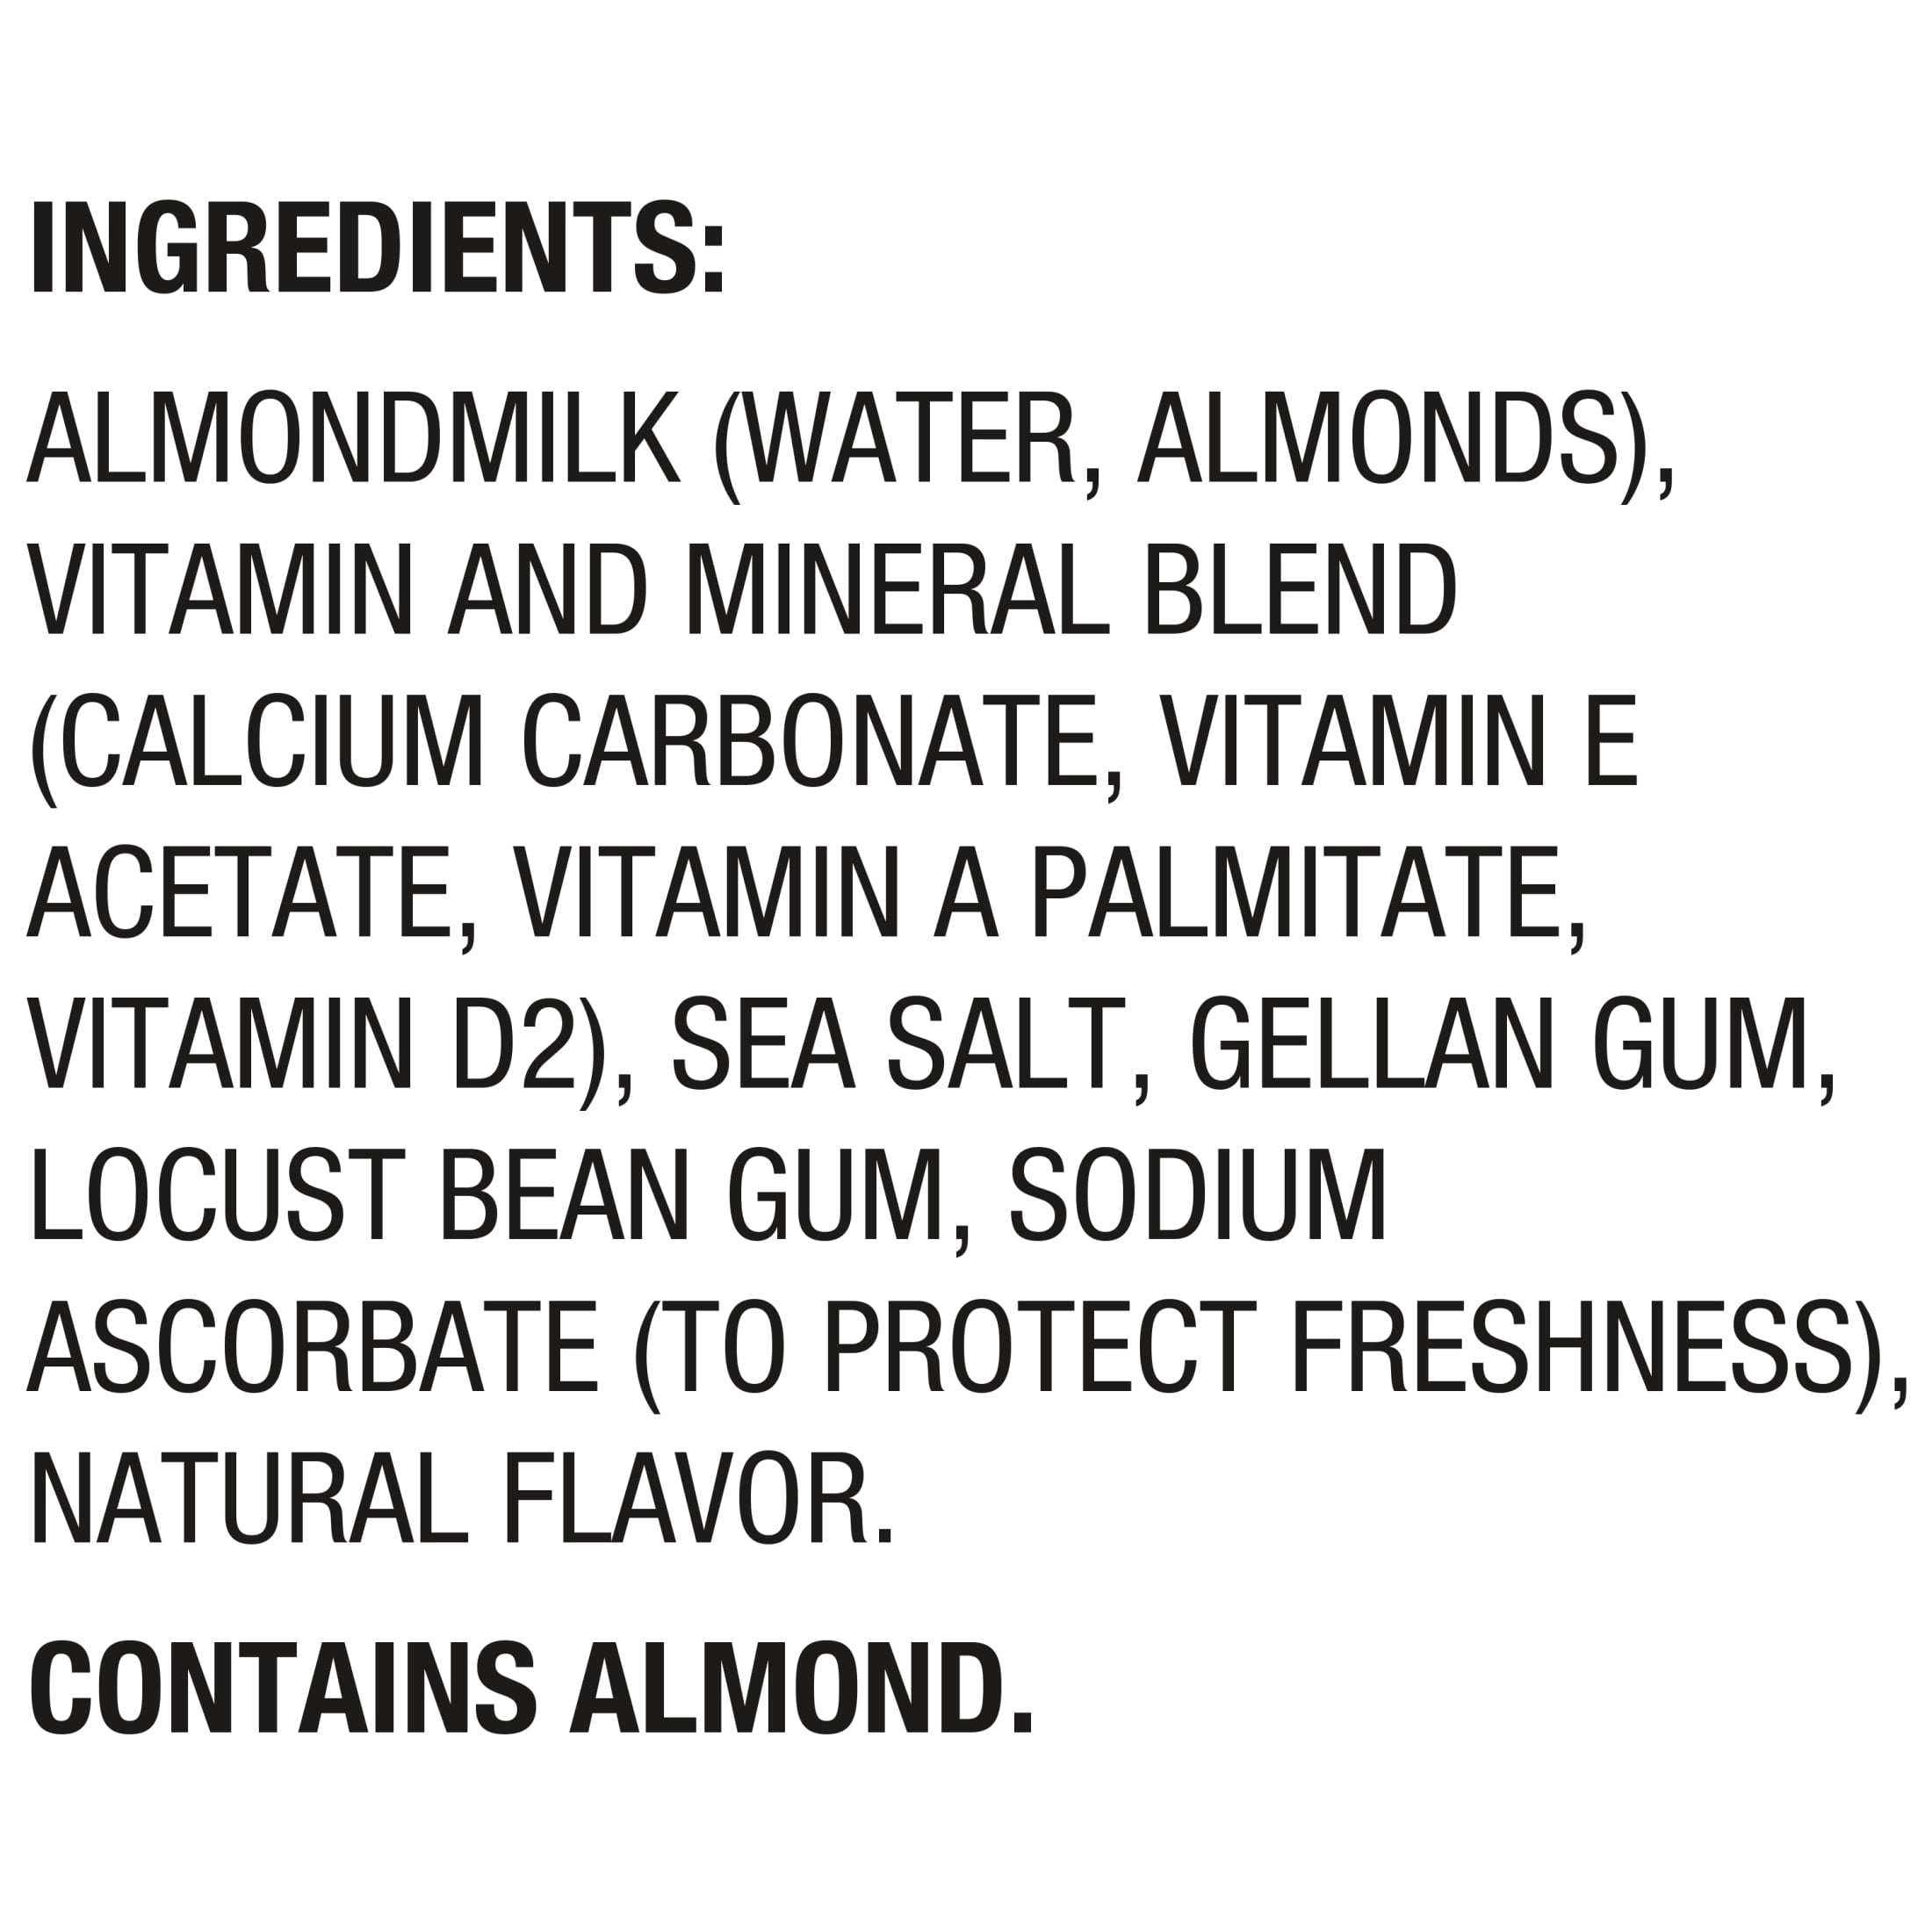 INGREDIENTS:
ALMONDMILK (WATER, ALMONDS),
VITAMIN AND MINERAL BLEND
(CALCIUM CARBONATE, VITAMIN E
ACETATE, VITAMIN A PALMITATE,
VITAMIN D2), SEA SALT, GELLAN GUM,
LOCUST BEAN GUM, SODIUM
ASCORBATE (TO PROTECT FRESHNESS),
NATURAL FLAVOR.
CONTAINS ALMOND.